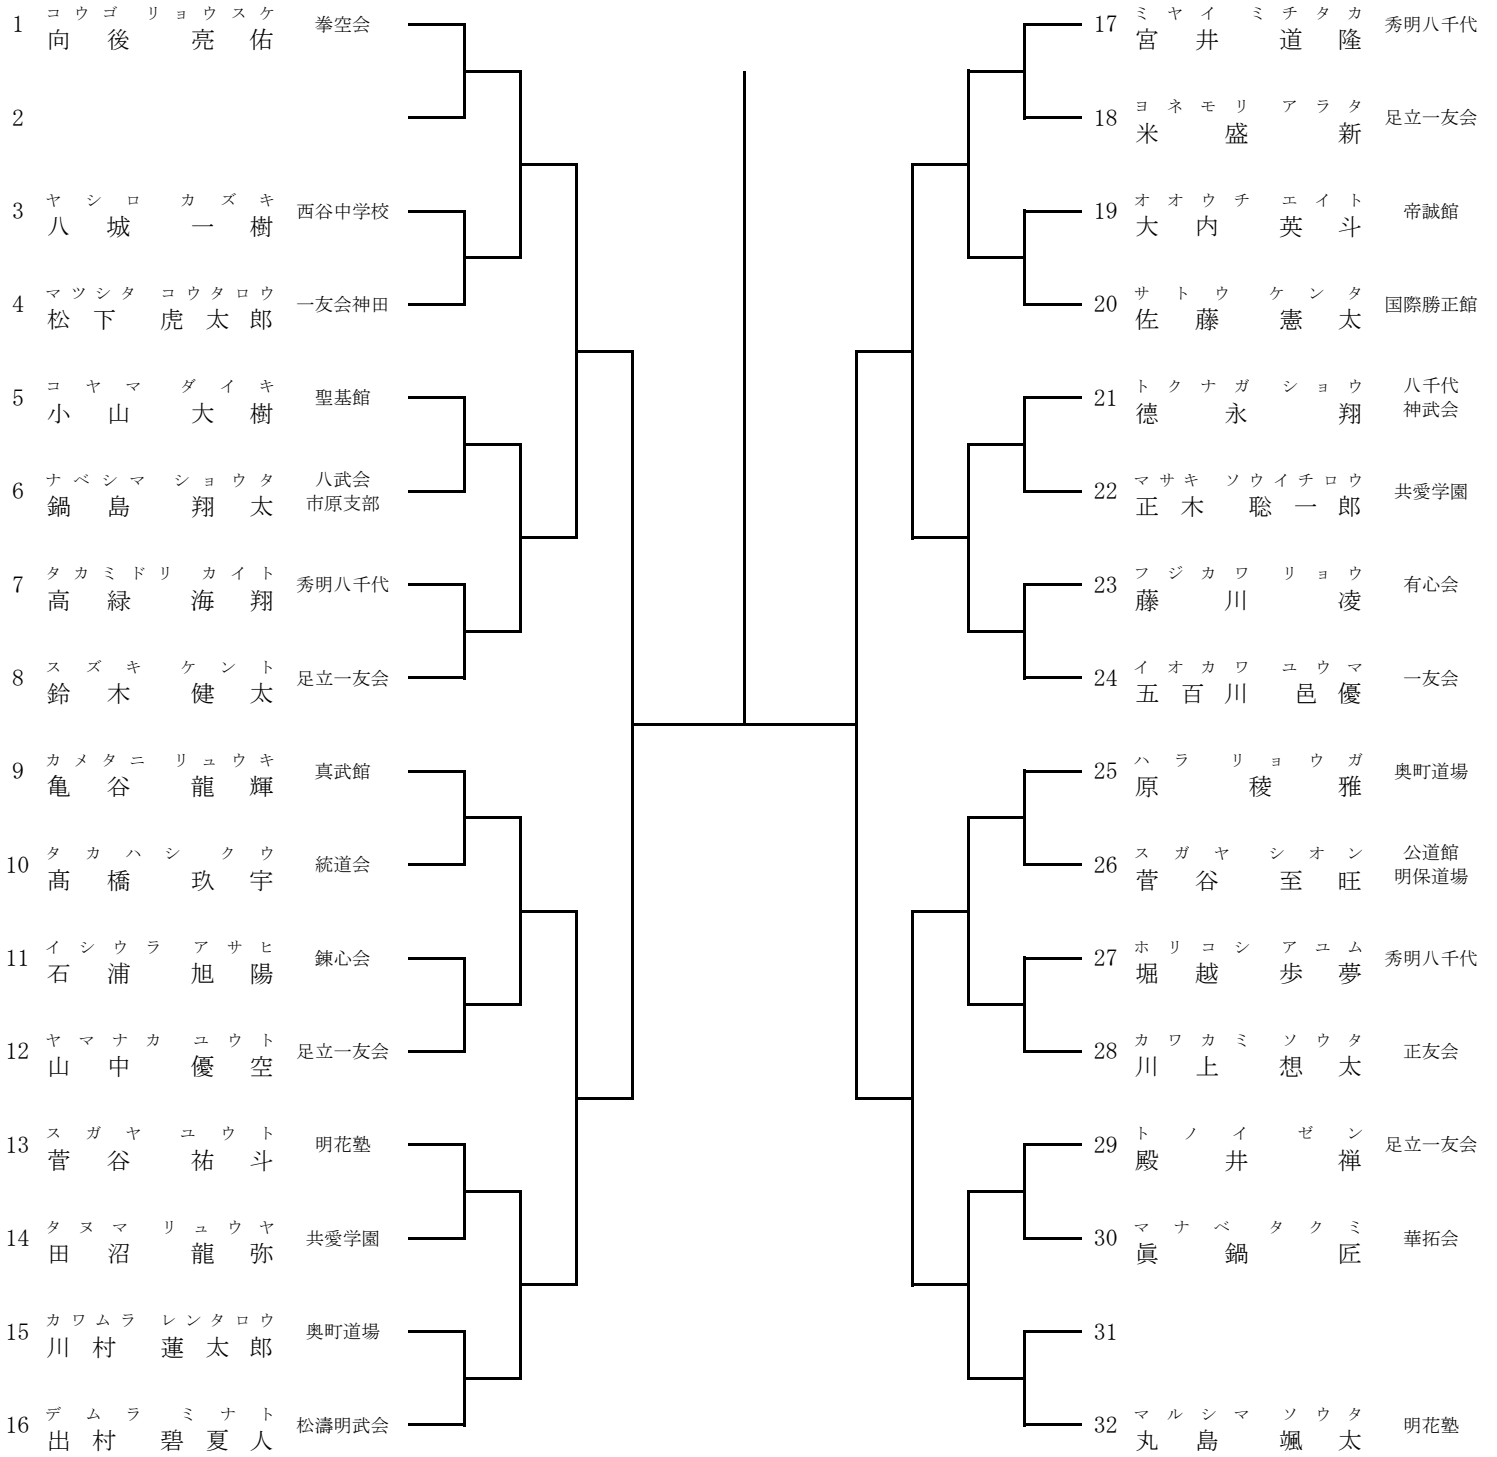 コウゴ リョウスケ
1 向後 亮佑 拳空会
2
ヤシロ カズキ
3 八城 一樹 西谷中学校
マツシタ コウタロウ
4 松下 虎太郎 一友会神田
コヤマ ダイキ
5 小山 大樹 聖基館
ナベシマ ショウタ
6 鍋島 翔太 八武会
市原支部
タカミドリ カイト
7 高緑 海翔 秀明八千代
スズキ ケント
8 鈴木 健太 足立一友会
カメタニ リュウキ
9 亀谷 龍輝 真武館
タカハシ クウ
10 髙橋 玖宇 統道会
イシウラ アサヒ
11 石浦 旭陽 錬心会
ヤマナカ ユウト
12 山中 優空 足立一友会
スガヤ ユウト
13 菅谷 祐斗 明花塾
タヌマ リュウヤ
14 田沼 龍弥 共愛学園
カワムラ レンタロウ
15 川村 蓮太郎 奥町道場
デムラ ミナト
16 出村 碧夏人 松濤明武会
ミヤイ ミチタカ
17 宮井 道隆 秀明八千代
ヨネモリ アラタ
18 米盛 新 足立一友会
オオウチ エイト
19 大内 英斗 帝誠館
サトウ ケンタ
20 佐藤 憲太 国際勝正館
トクナガ ショウ
21 德永 翔 八千代
神武会
マサキ ソウイチロウ
22 正木 聡一郎 共愛学園
フジカワ リョウ
23 藤川 凌 有心会
イオカワ ユウマ
24 五百川 邑優 一友会
ハラ リョウガ
25 原 稜雅 奥町道場
スガヤ シオン
26 菅谷 至旺 公道館
明保道場
ホリコシ アユム
27 堀越 歩夢 秀明八千代
カワカミ ソウタ
28 川上 想太 正友会
トノイ ゼン
29 殿井 禅 足立一友会
マナベ タクミ
30 眞鍋 匠 華拓会
31
マルシマ ソウタ
32 丸島 颯太 明花塾